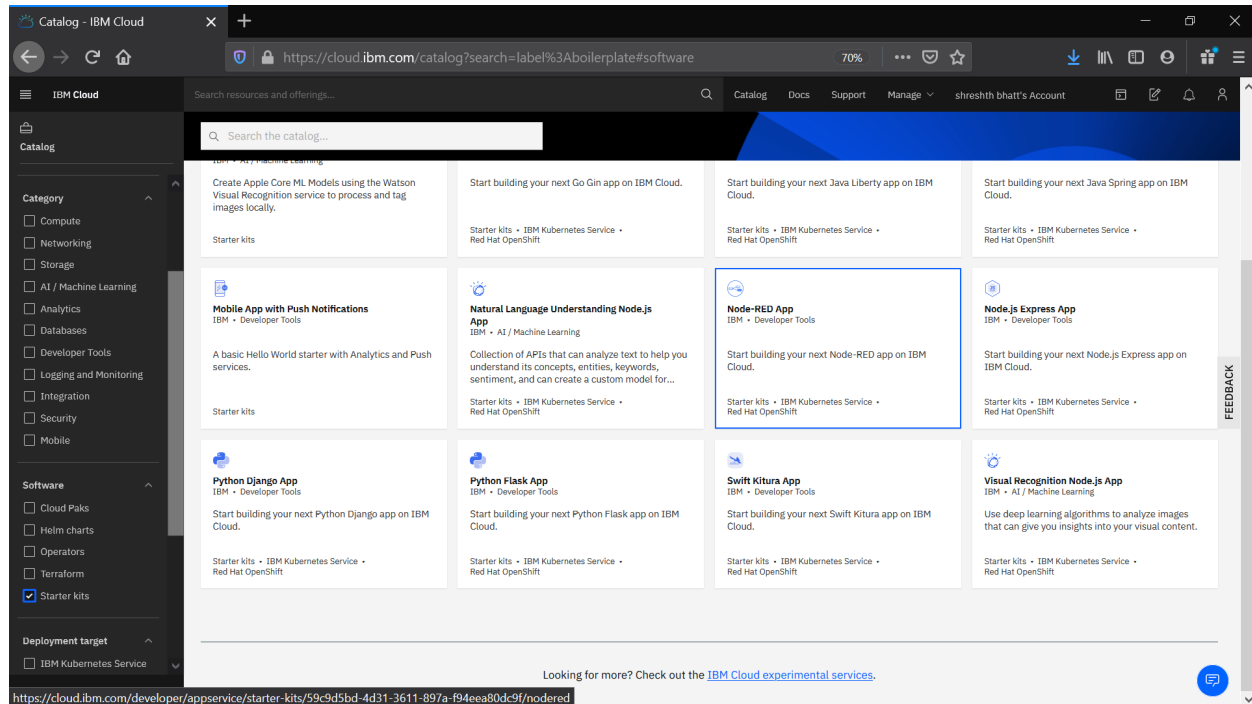 Catalog - IBM Cloud
https://cloud.ibm.com/catalog?search=label%3Aboilerplate#software
70%
IBM Cloud
Search resources and offerings...
Catalog
Docs
Support
Manage
shreshth bhatt's Account
Catalog
Search the catalog...
Category
Compute
Networking
Storage
AI / Machine Learning
Analytics
Databases
Developer Tools
Logging and Monitoring
Integration
Security
Mobile
Software
Cloud Paks
Helm charts
Operators
Terraform
Starter kits
Deployment target
IBM Kubernetes Service
IBM • AI / Machine Learning
Create Apple Core ML Models using the Watson
Visual Recognition service to process and tag
images locally.
Starter kits
Start building your next Go Gin app on IBM Cloud.
Starter kits • IBM Kubernetes Service •
Red Hat OpenShift
Start building your next Java Liberty app on IBM
Cloud.
Starter kits • IBM Kubernetes Service •
Red Hat OpenShift
Start building your next Java Spring app on IBM
Cloud.
Starter kits • IBM Kubernetes Service •
Red Hat OpenShift
Mobile App with Push Notifications
IBM • Developer Tools
A basic Hello World starter with Analytics and Push
services.
Starter kits
Natural Language Understanding Node.js
App
IBM • AI / Machine Learning
Collection of APIs that can analyze text to help you
understand its concepts, entities, keywords,
sentiment, and can create a custom model for...
Starter kits • IBM Kubernetes Service •
Red Hat OpenShift
Node-RED App
IBM • Developer Tools
Start building your next Node-RED app on IBM
Cloud.
Starter kits • IBM Kubernetes Service •
Red Hat OpenShift
Node.js Express App
IBM • Developer Tools
Start building your next Node.js Express app on
IBM Cloud.
Starter kits • IBM Kubernetes Service •
Red Hat OpenShift
Python Django App
IBM • Developer Tools
Start building your next Python Django app on IBM
Cloud.
Starter kits • IBM Kubernetes Service •
Red Hat OpenShift
Python Flask App
IBM • Developer Tools
Start building your next Python Flask app on IBM
Cloud.
Starter kits • IBM Kubernetes Service •
Red Hat OpenShift
Swift Kitura App
IBM • Developer Tools
Start building your next Swift Kitura app on IBM
Cloud.
Starter kits • IBM Kubernetes Service •
Red Hat OpenShift
Visual Recognition Node.js App
IBM • AI / Machine Learning
Use deep learning algorithms to analyze images
that can give you insights into your visual content.
Starter kits • IBM Kubernetes Service •
Red Hat OpenShift
FEEDBACK
Looking for more? Check out the IBM Cloud experimental services.
https://cloud.ibm.com/developer/appservice/starter-kits/59c9d5bd-4d31-3611-897a-f94eea80dc9f/nodered